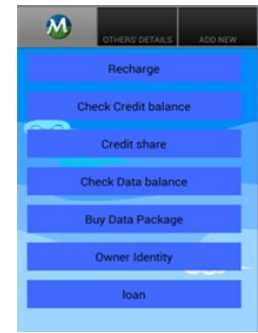 M
OTHERS' DETAILS
ADD NEW
Recharge
Check Credit balance
Credit share
Check Data balance
Buy Data Package
Owner Identity
loan